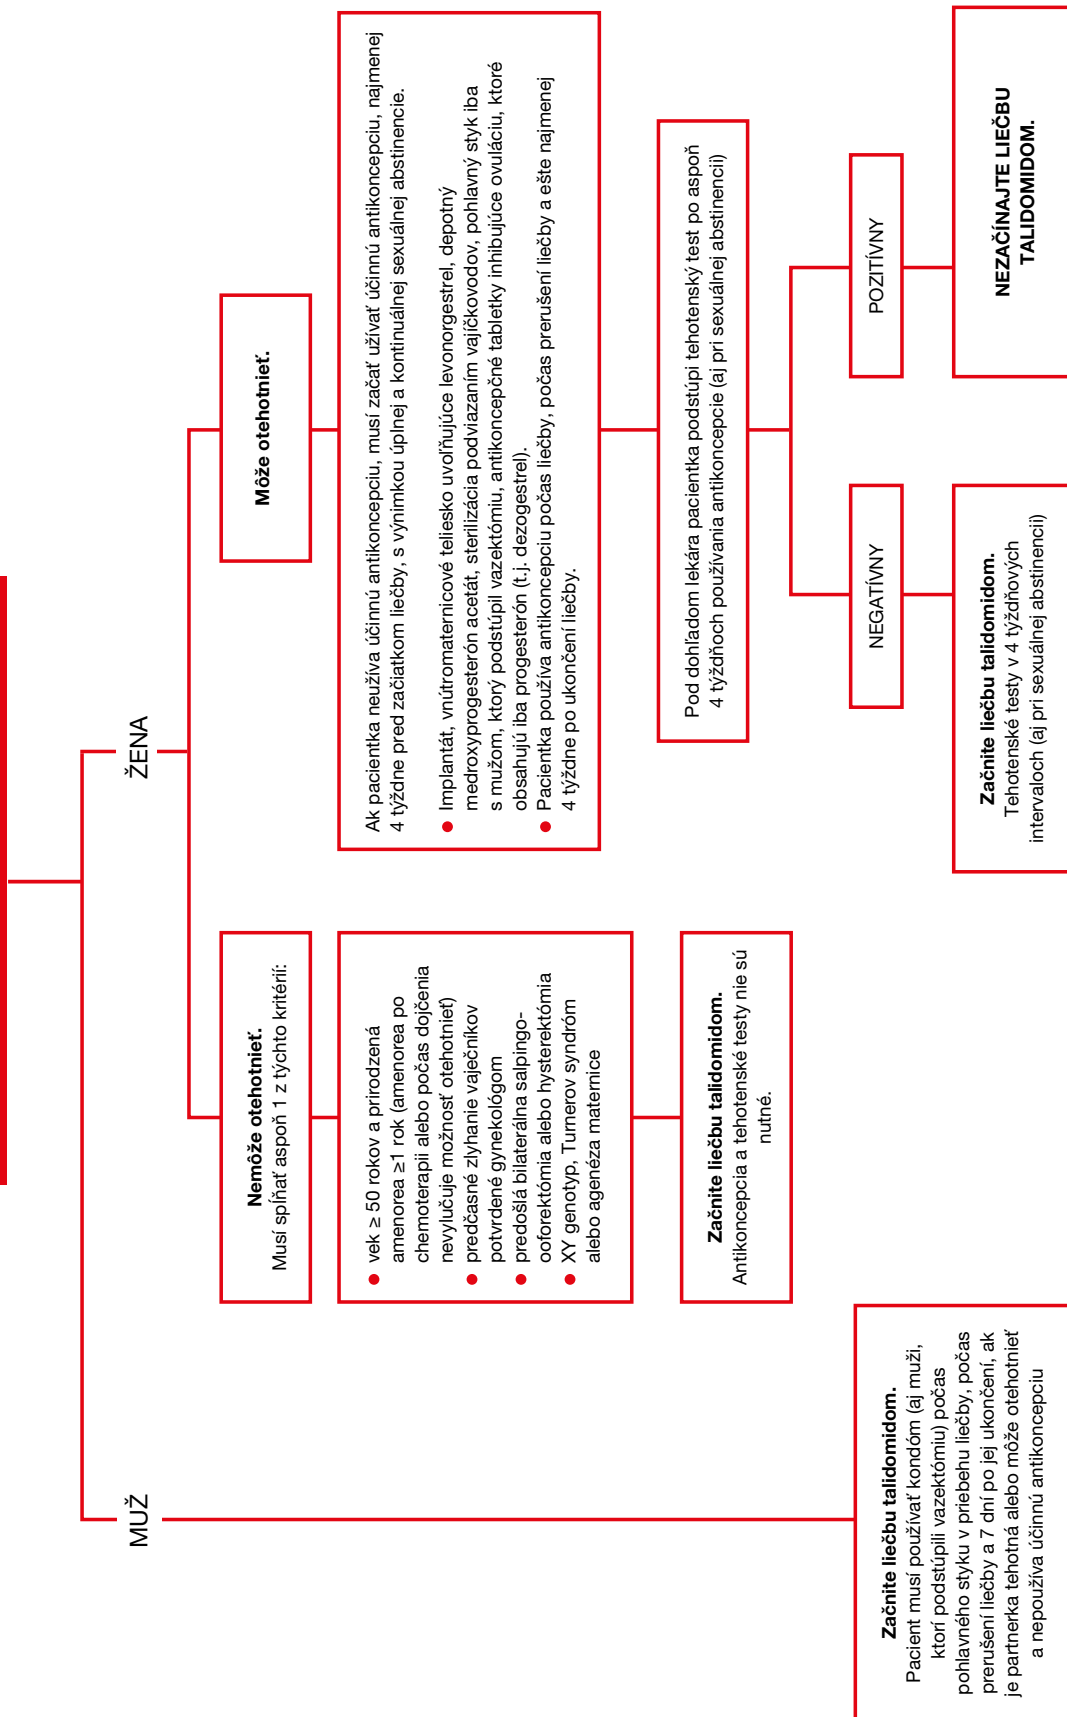 MUŽ
Začnite liečbu talidomidom.
Pacient musí používať kondóm (aj muži,
ktorí podstúpili vazektómiu) počas
pohlavného styku v priebehu liečby, počas
prerušení liečby a 7 dní po jej ukončení, ak
je partnerka tehotná alebo môže otehotnieť
a nepoužíva účinnú antikoncepciu
ŽENA
Nemôže otehotnieť.
Musí spĺňať aspoň 1 z týchto kritérií:
● vek ≥ 50 rokov a prirodzená
amenorea ≥1 rok (amenorea po
chemoterapii alebo počas dojčenia
nevylučuje možnosť otehotnieť)
● predčasné zlyhanie vaječníkov
potvrdené gynekológom
● predošlá bilaterálna salpingo-
ooforektómia alebo hysterektómia
● XY genotyp, Turnerov syndróm
alebo agenéza maternice
Začnite liečbu talidomidom.
Antikoncepcia a tehotenské testy nie sú
nutné.
Môže otehotnieť.
Ak pacientka neužíva účinnú antikoncepciu, musí začať užívať účinnú antikoncepciu, najmenej
4 týždne pred začiatkom liečby, s výnimkou úplnej a kontinuálnej sexuálnej abstinencie.
● Implantát, vnútromaternicové teliesko uvoľňujúce levonorgestrel, depotný
medroxyprogesterón acetát, sterilizácia podviazaním vajíčkovodov, pohlavný styk iba
s mužom, ktorý podstúpil vazektómiu, antikoncepčné tabletky inhibujúce ovuláciu, ktoré
obsahujú iba progesterón (t.j. dezogestrel).
● Pacientka používa antikoncepciu počas liečby, počas prerušení liečby a ešte najmenej
4 týždne po ukončení liečby.
Pod dohľadom lekára pacientka podstúpi tehotenský test po aspoň
4 týždňoch používania antikoncepcie (aj pri sexuálnej abstinencii)
NEGATÍVNY
Začnite liečbu talidomidom.
Tehotenské testy v 4 týždňových
intervaloch (aj pri sexuálnej abstinencii)
POZITÍVNY
NEZAČÍNAJTE LIEČBU
TALIDOMIDOM.